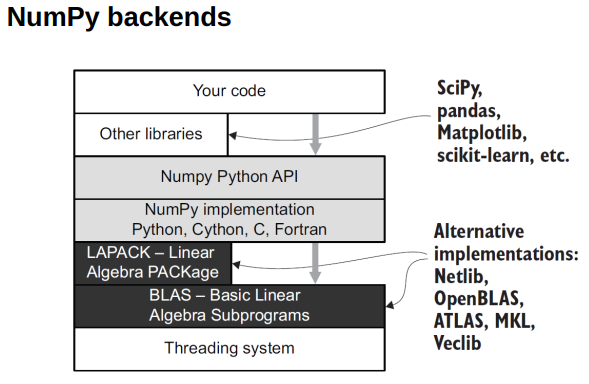 NumPy backends
Your code
Other libraries
SciPy,
pandas,
Matplotlib,
scikit-learn, etc.
Numpy Python API
NumPy implementation
Python, Cython, C, Fortran
LAPACK – Linear
Algebra PACKage
BLAS – Basic Linear
Algebra Subprograms
Threading system
Alternative
implementations:
Netlib,
OpenBLAS,
ATLAS, MKL,
Veclib